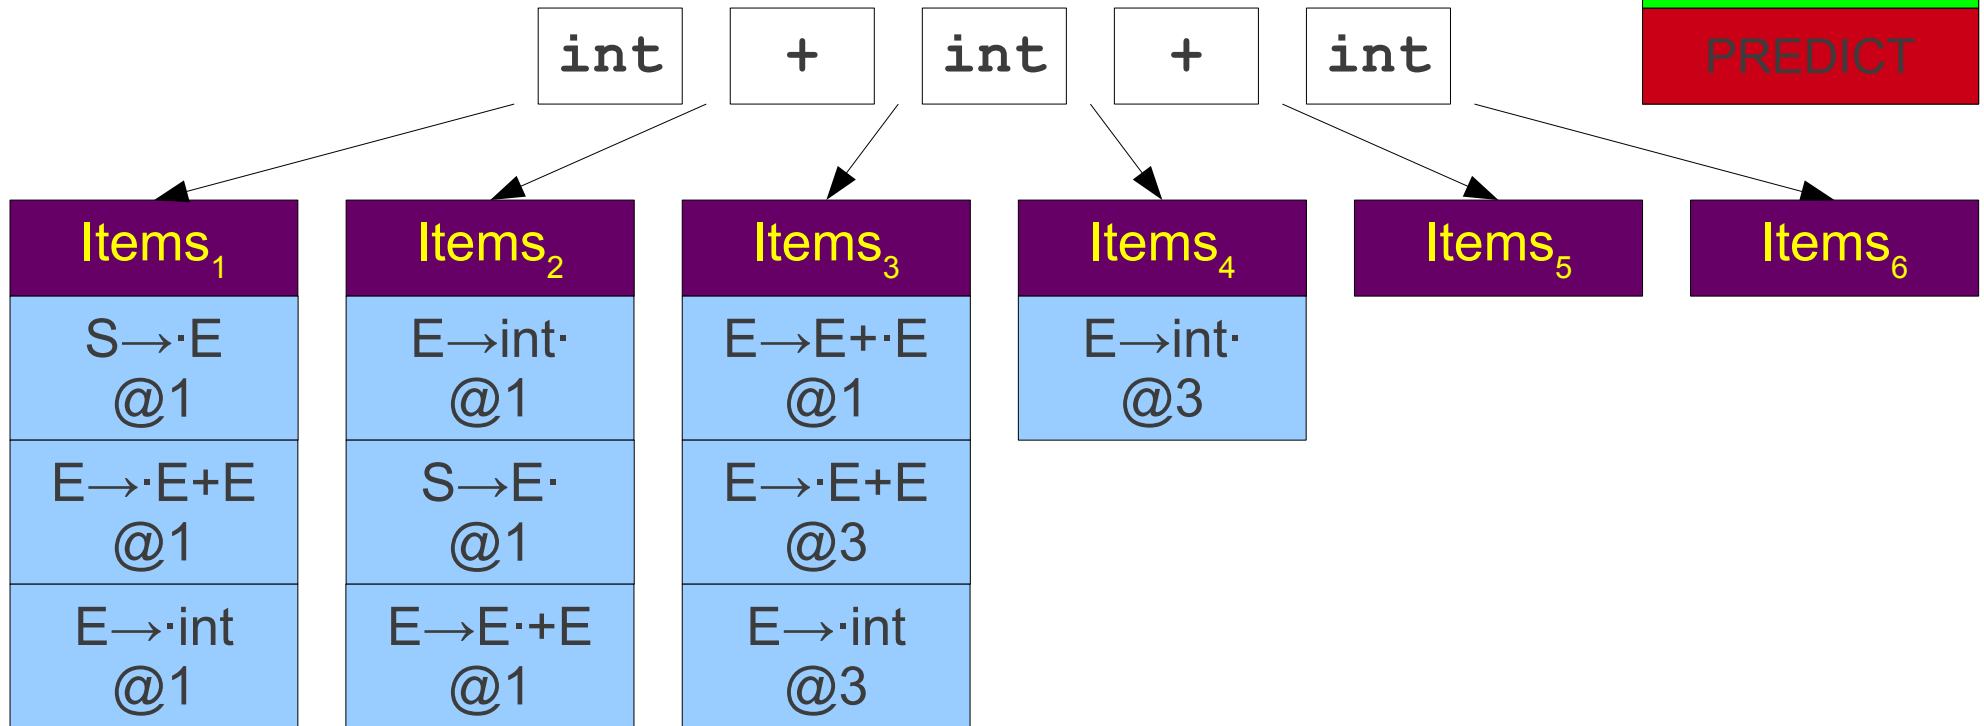 int + int + int
PREDICT
Items1 Items2 Items3 Items4 Items5 Items6
S→·E E→int· E→E+·E E→int·
@1 @1 @1 @3
E→·E+E S→E· E→·E+E
@1 @1 @3
E→·int E→E·+E E→·int
@1 @1 @3